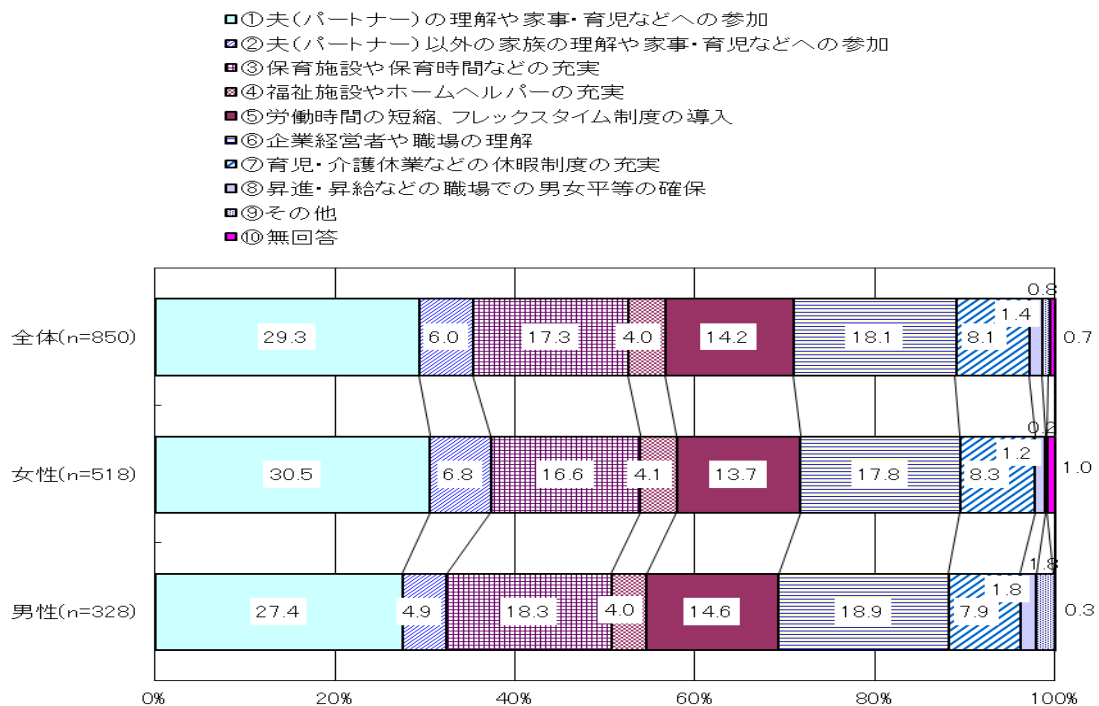 ①夫(パートナー)の理解や家事・育児などへの参加
②夫(パートナー)以外の家族の理解や家事・育児などへの参加
③保育施設や保育時間などの充実
④福祉施設やホームヘルパーの充実
⑤労働時間の短縮、フレックスタイム制度の導入
⑥企業経営者や職場の理解
⑦育児・介護休業などの休暇制度の充実
⑧昇進・昇給などの職場での男女平等の確保
⑨その他
⑩無回答
全体(n=850) 29.3 6.0 17.3 4.0 14.2 18.1 8.1 1.4 0.8 0.7
女性(n=518) 30.5 6.8 16.6 4.1 13.7 17.8 8.3 1.2 0.2 1.0
男性(n=328) 27.4 4.9 18.3 4.0 14.6 18.9 7.9 1.8 1.8 0.3
0% 20% 40% 60% 80% 100%